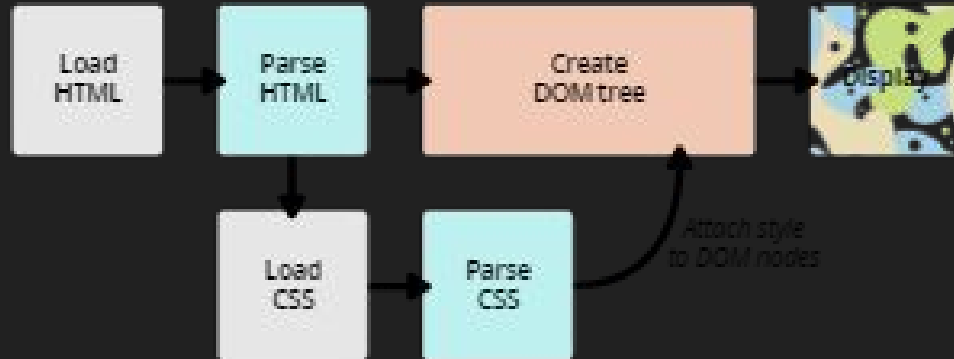 Load
HTML
Parse
HTML
Create
DOM tree
Display
Attach style
to DOM nodes
Load
CSS
Parse
CSS